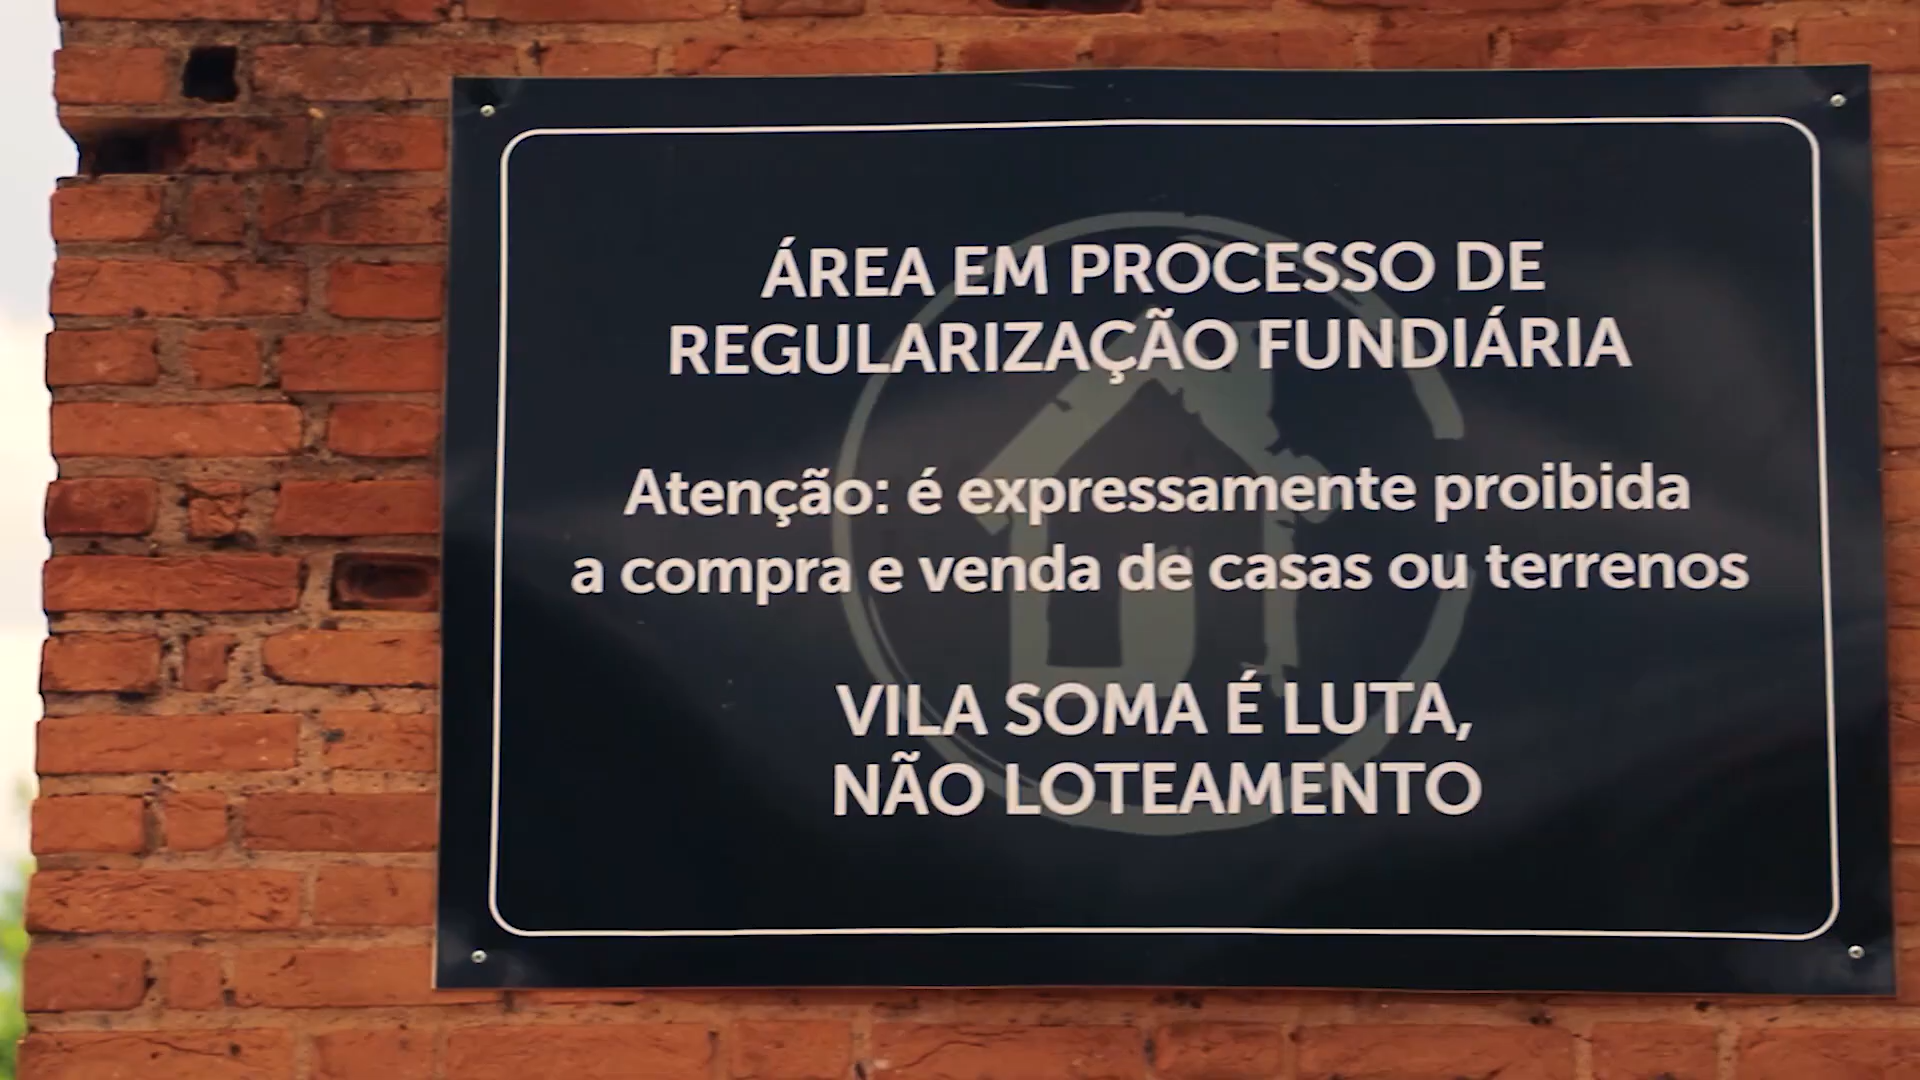 ÁREA EM PROCESSO DE
REGULARIZAÇÃO FUNDIÁRIA
Atenção: é expressamente proibida
a compra e venda de casas ou terrenos
VILA SOMA É LUTA,
NÃO LOTEAMENTO